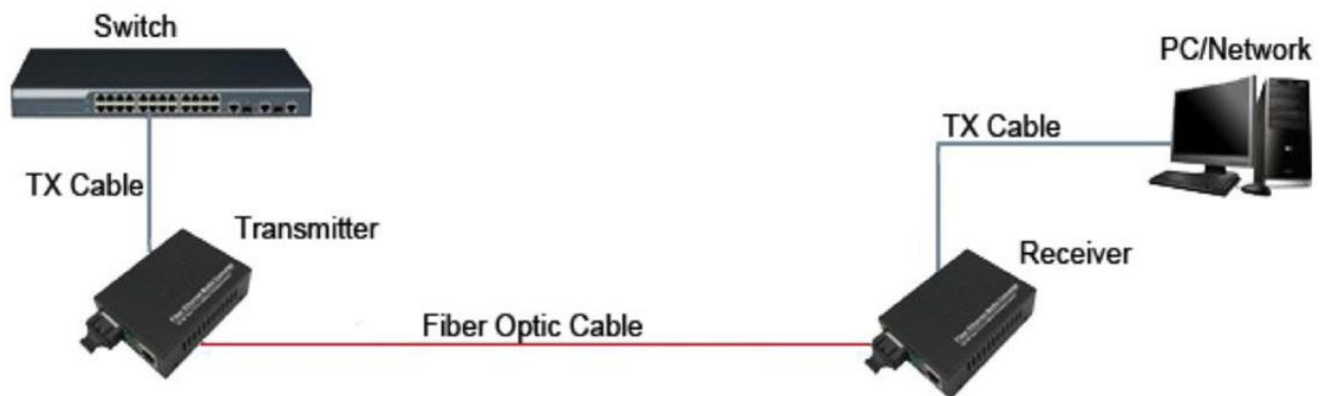 Switch
PC/Network
TX Cable
TX Cable
Transmitter
Receiver
Fiber Optic Cable